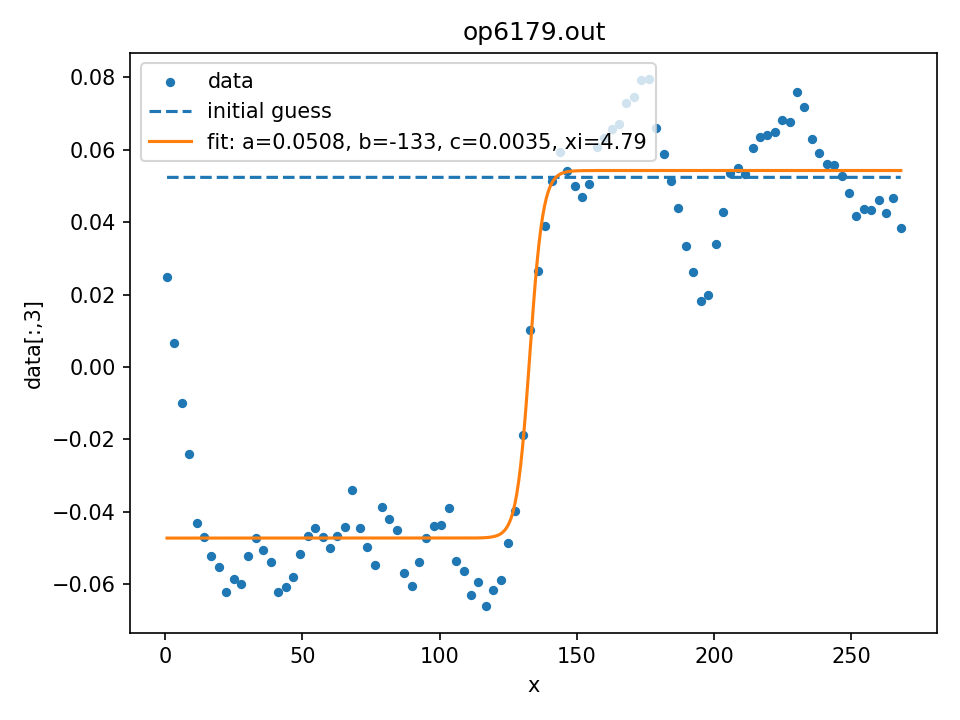 op6179.out
data
initial guess
fit: a=0.0508, b=-133, c=0.0035, xi=4.79
0.08
0.06
0.04
0.02
0.00
−0.02
−0.04
−0.06
data[:,3]
0
50
100
150
200
250
x